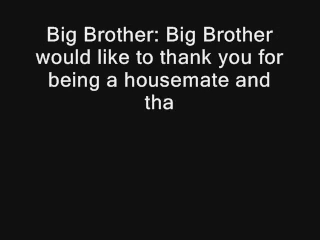 Big Brother: Big Brother
would like to thank you for
being a housemate and
tha